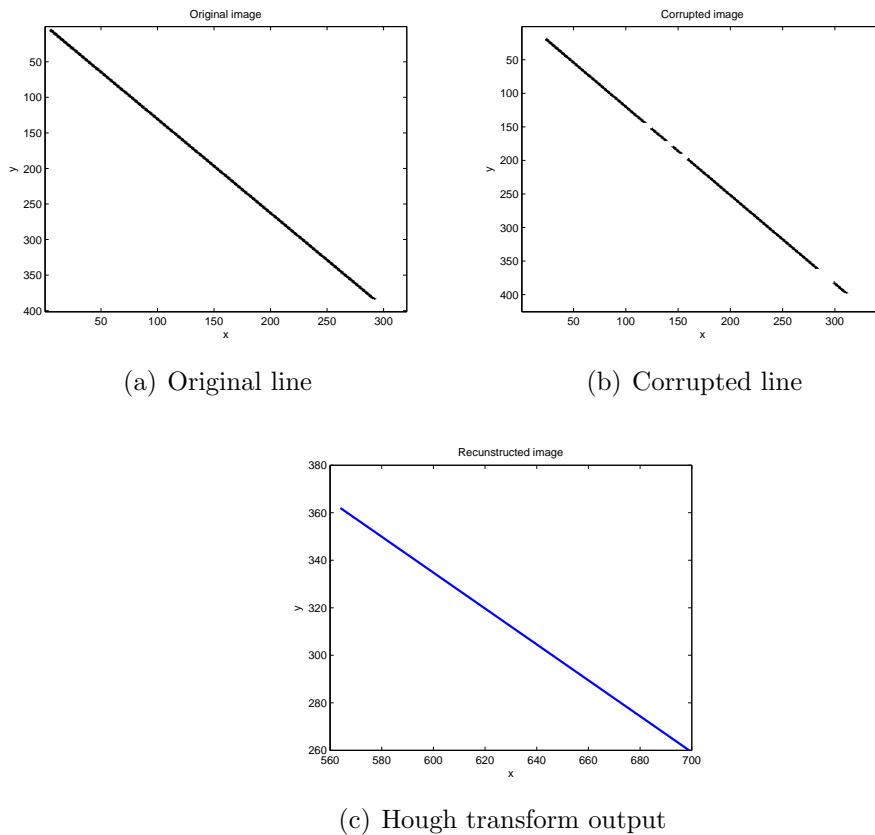 Original image
50
100
150
200
250
300
350
400
y
50 100 150 200 250 300
x
(a) Original line
Corrupted image
50
100
150
200
250
300
350
400
y
50 100 150 200 250 300
x
(b) Corrupted line
Recunstructed image
380
360
340
320
300
280
260
y
560 580 600 620 640 660 680 700
x
(c) Hough transform output